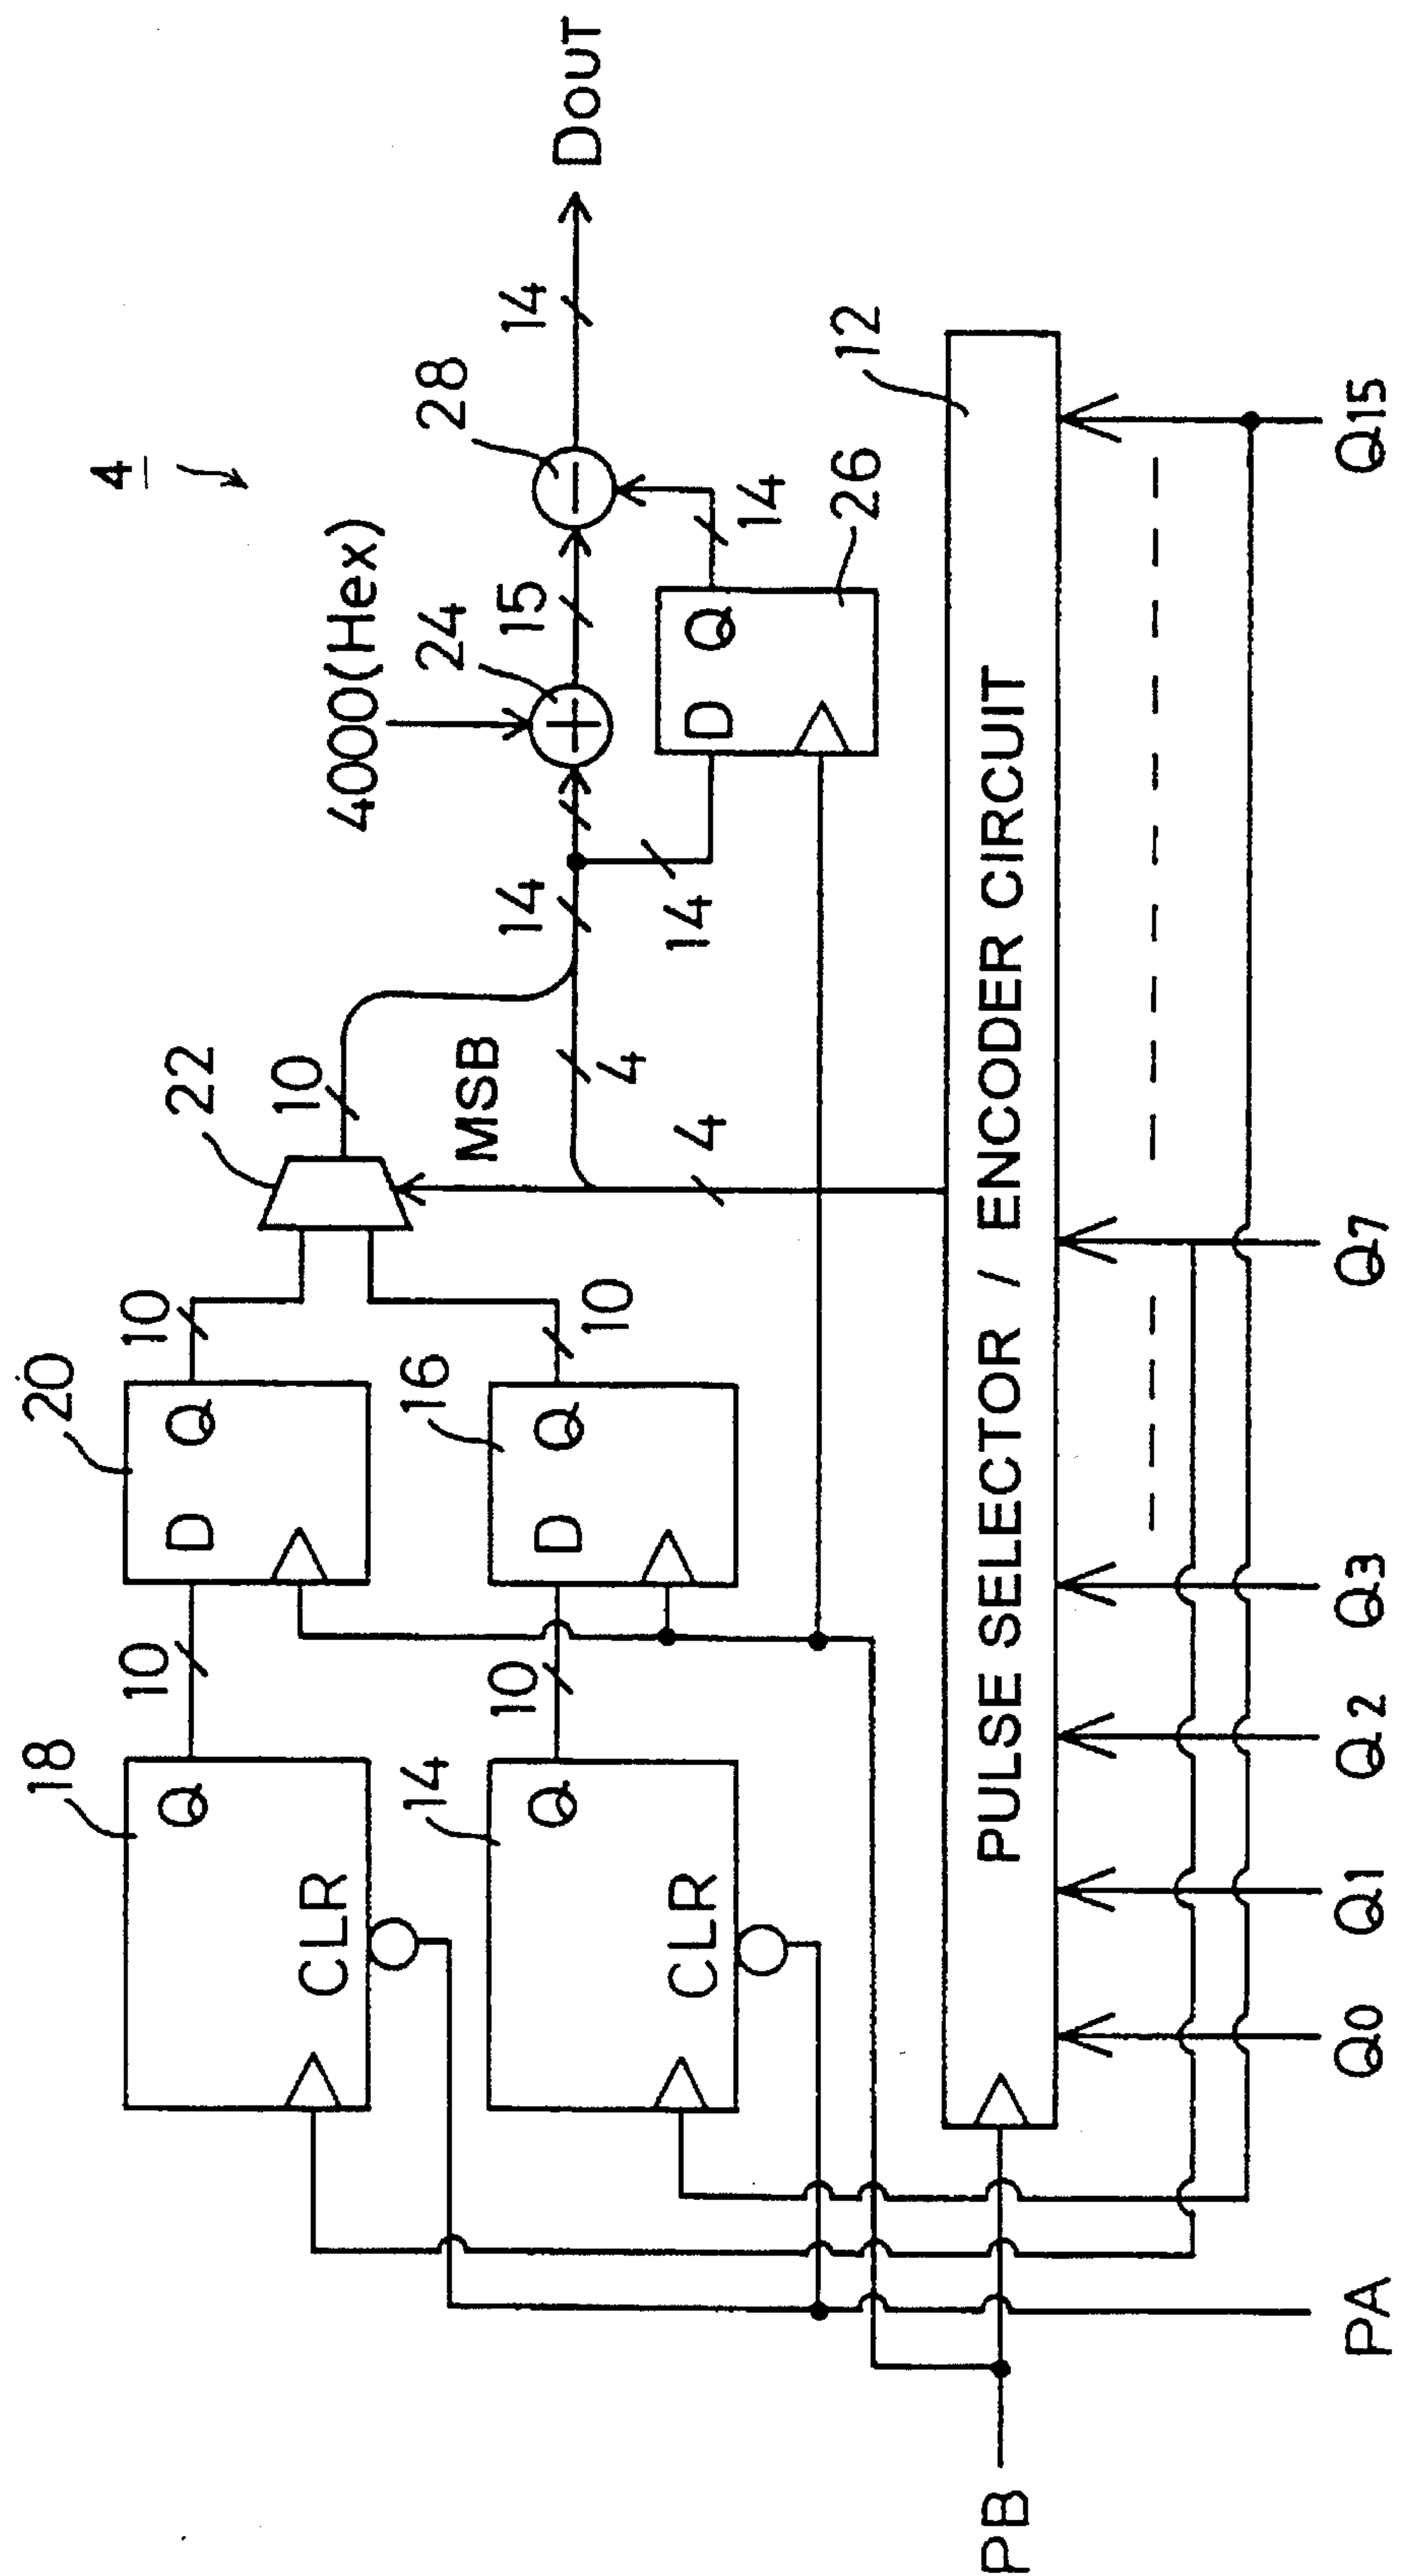 4
4000(Hex)
18
Q
CLR
10
20
D Q
10
22
10
MSB
14
CLR
Q
10
16
D Q
10
4
4
14
24
15
28
14
DOUT
14
D Q
26
14
PB
12
PULSE SELECTOR / ENCODER CIRCUIT
PA
Q0
Q1
Q2
Q3
Q7
Q15